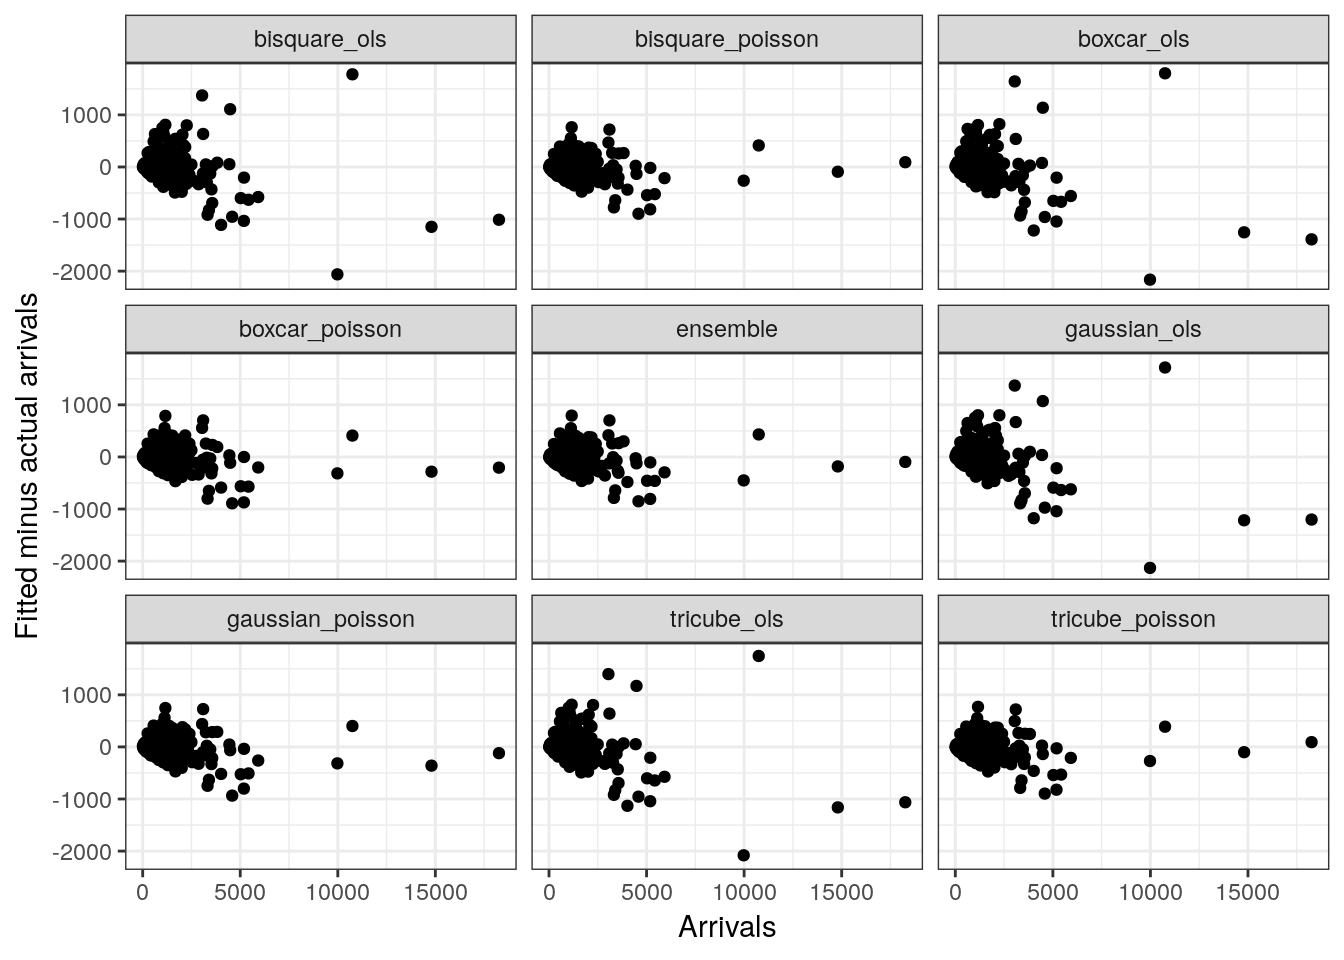 bisquare_ols
bisquare_poisson
boxcar_ols
1000
0
-1000
-2000
boxcar_poisson
ensemble
gaussian_ols
1000
0
-1000
-2000
gaussian_poisson
tricube_ols
tricube_poisson
1000
0
-1000
-2000
0 5000 10000 15000
0 5000 10000 15000
0 5000 10000 15000
Arrivals
Fitted minus actual arrivals